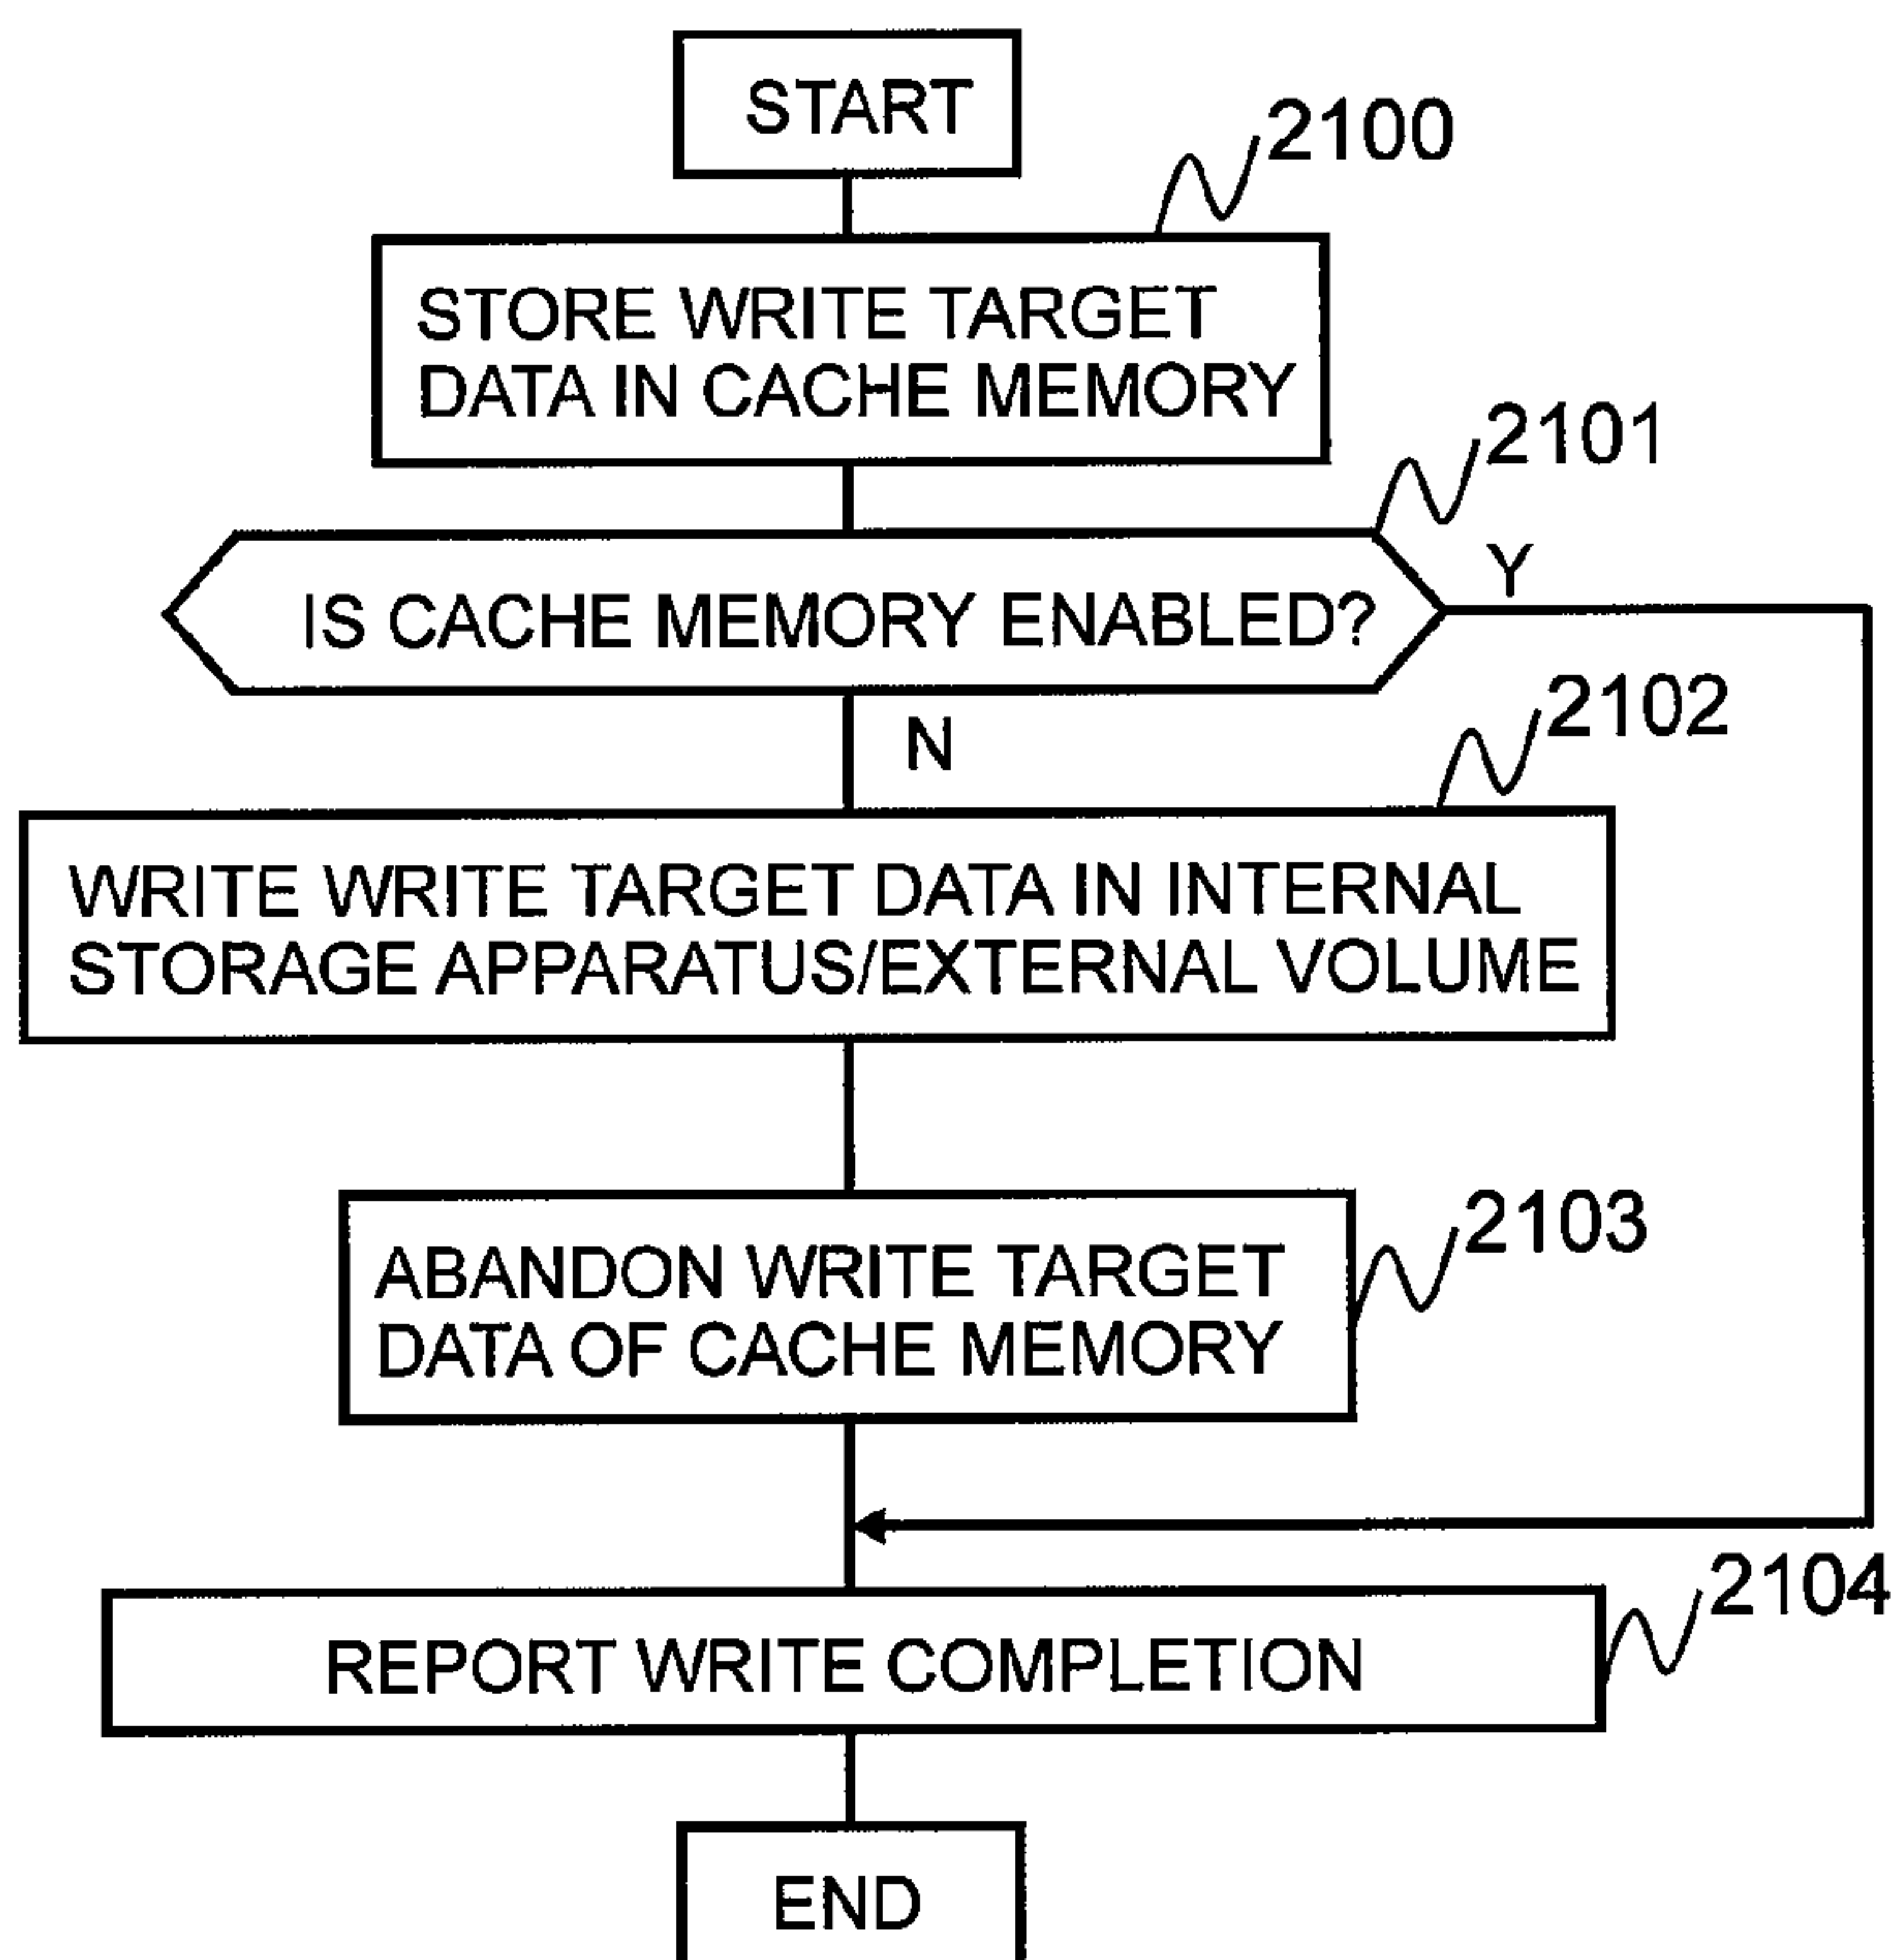 START
2100
STORE WRITE TARGET
DATA IN CACHE MEMORY
2101
IS CACHE MEMORY ENABLED?
Y
N
2102
WRITE WRITE TARGET DATA IN INTERNAL
STORAGE APPARATUS/EXTERNAL VOLUME
2103
ABANDON WRITE TARGET
DATA OF CACHE MEMORY
2104
REPORT WRITE COMPLETION
END